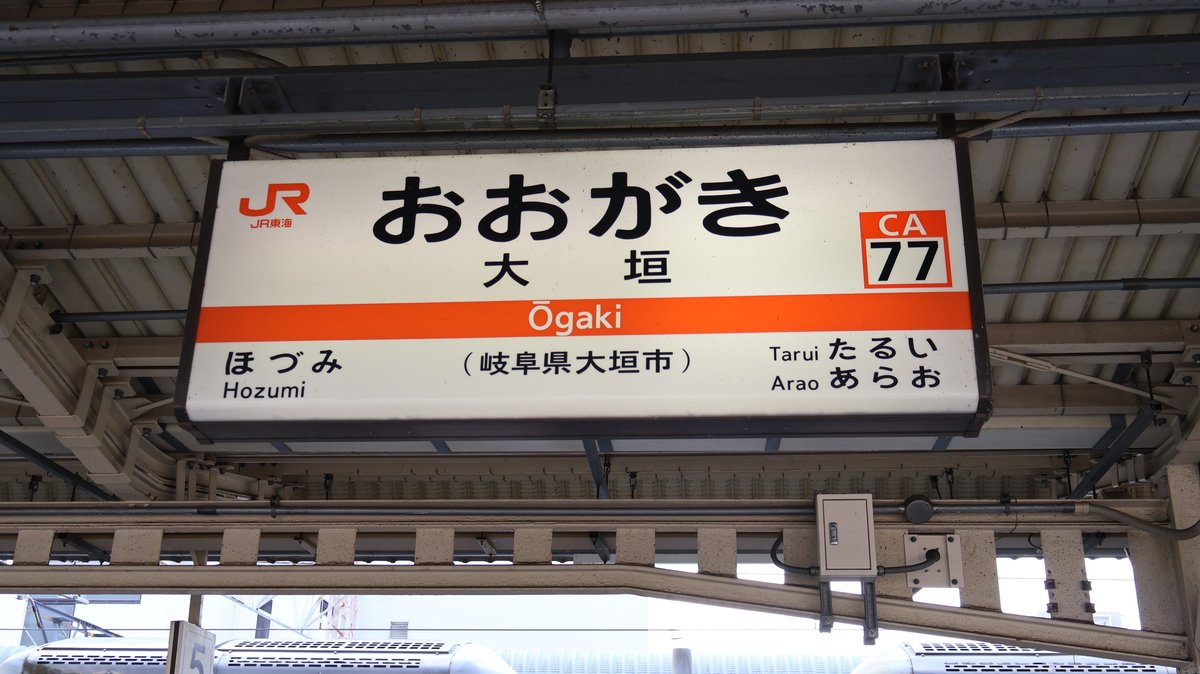 JR
JR東海
おおがき
大垣
CA
77
Ōgaki
ほづみ
Hozumi
(岐阜県大垣市)
Tarui たるい
Arao あらお
5